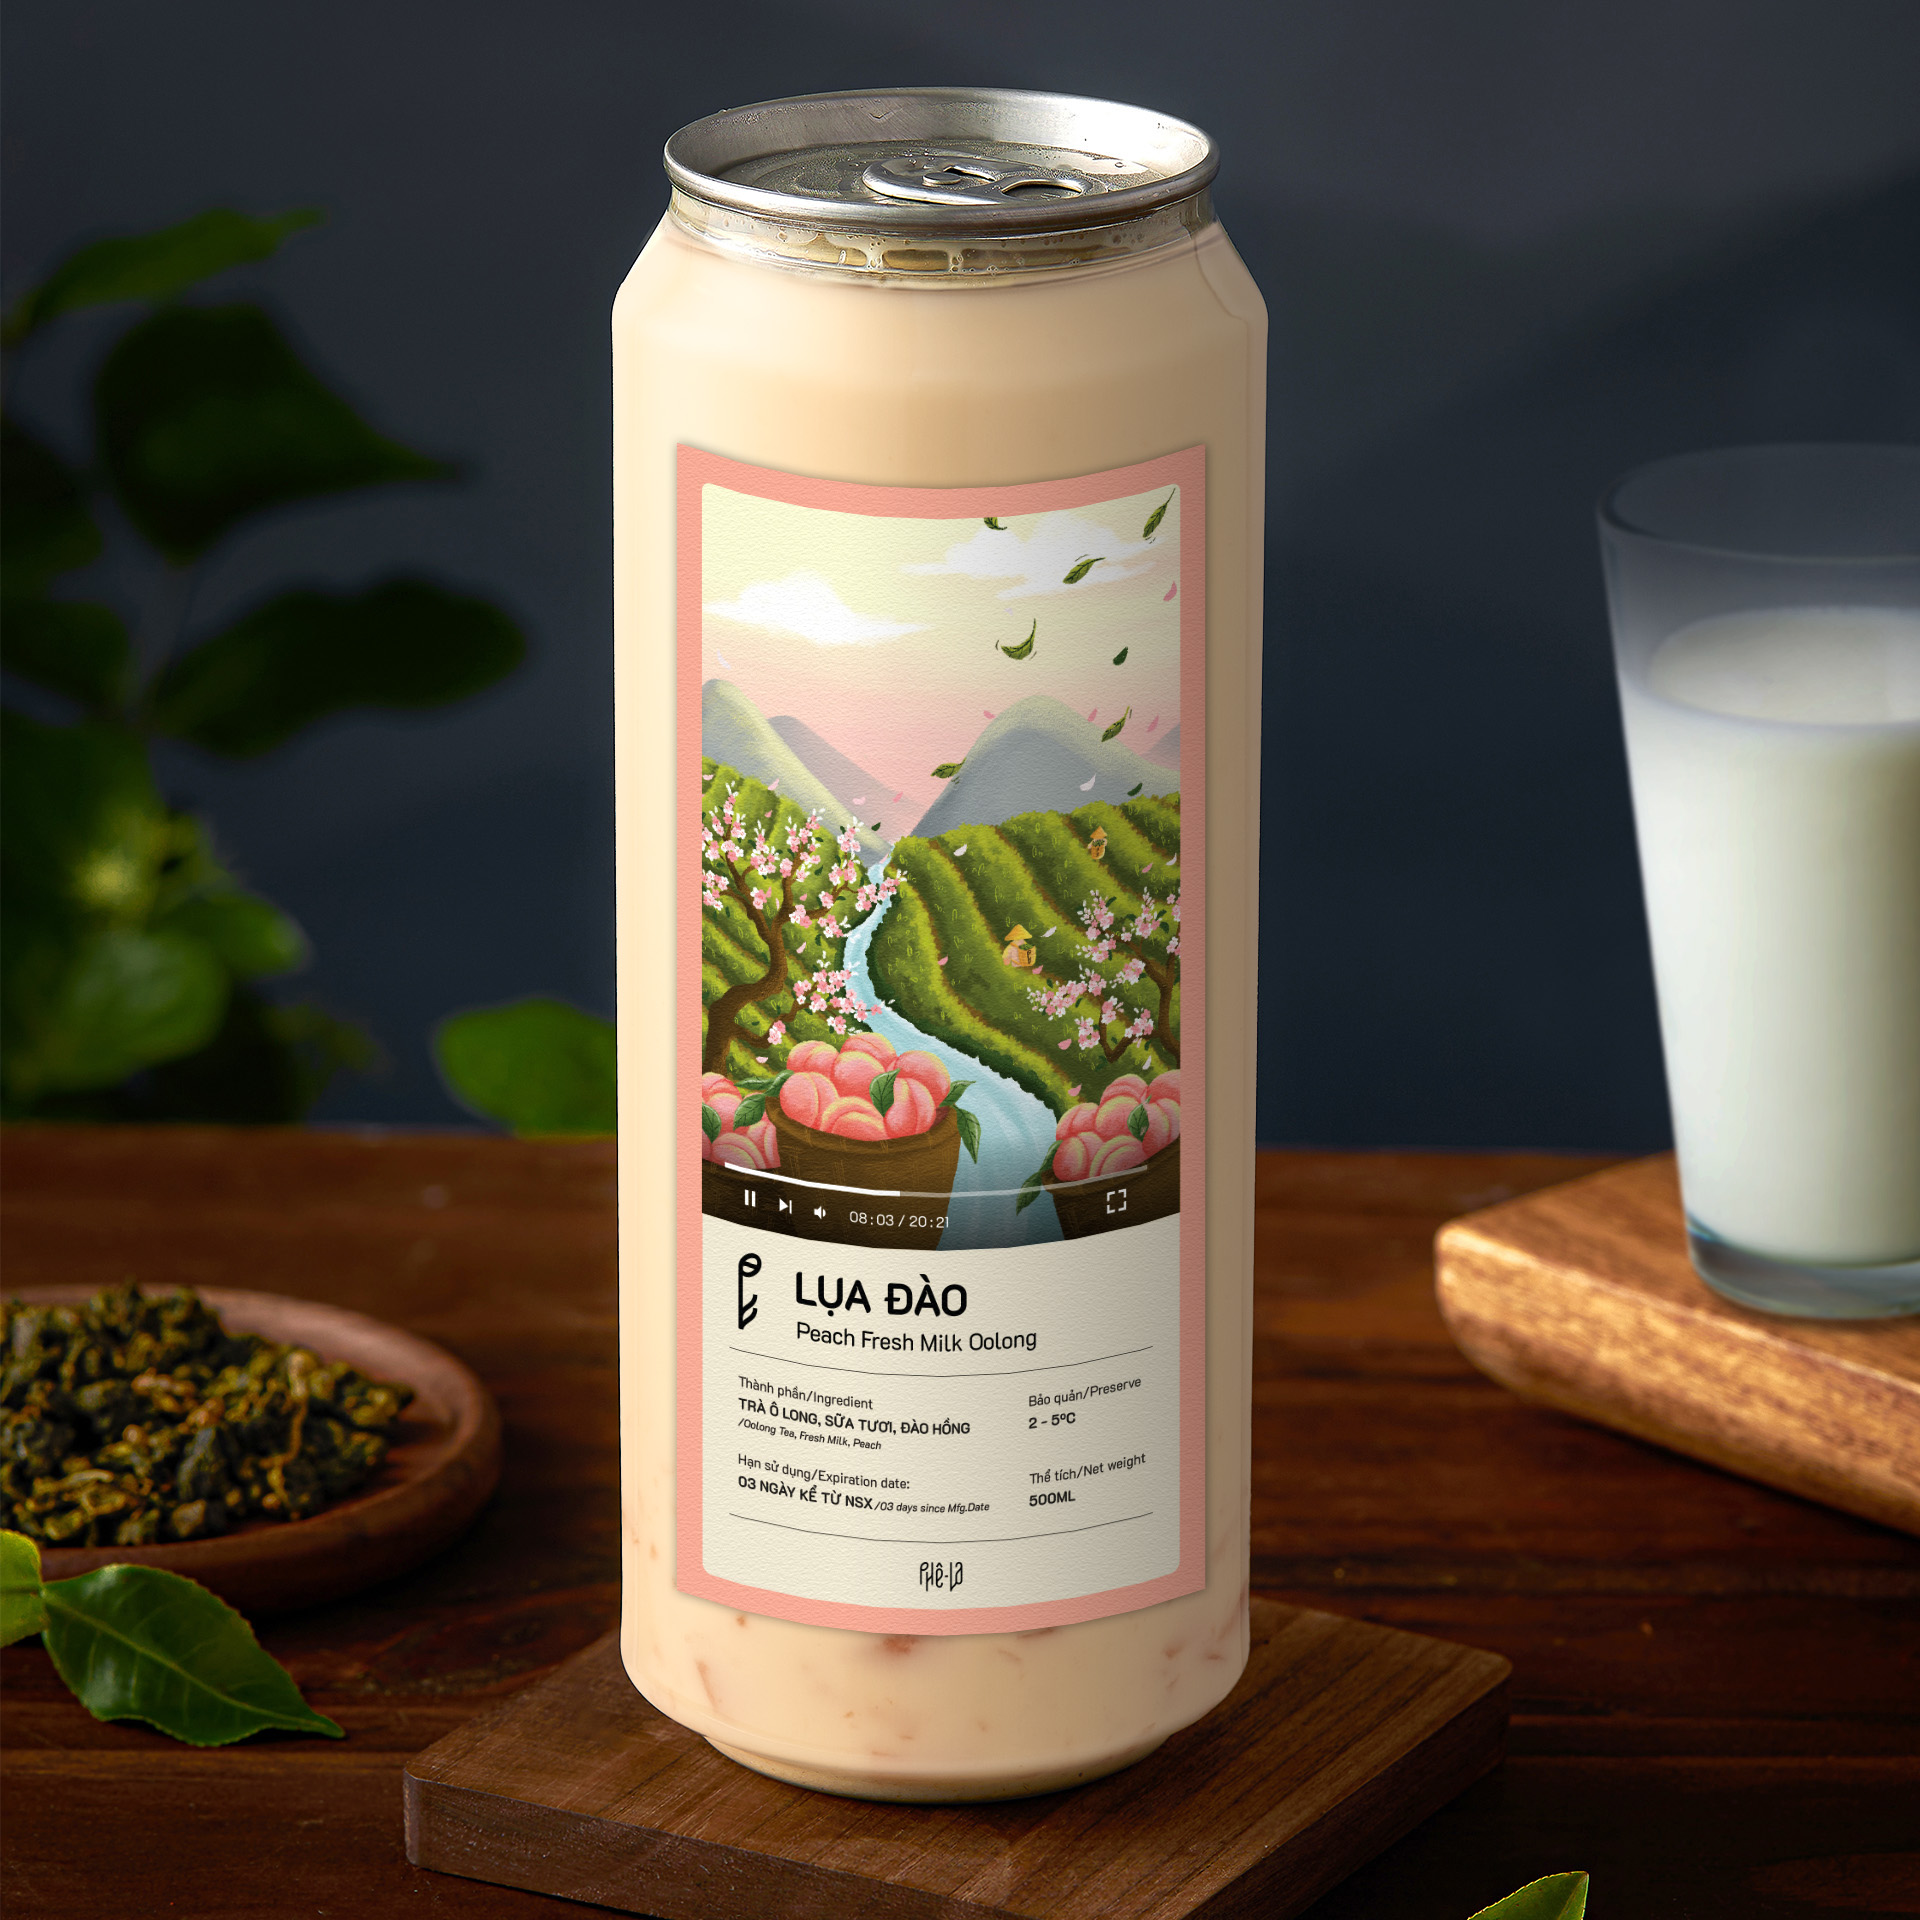 08:03 / 20:21
LỤA ĐÀO
Peach Fresh Milk Oolong
Thành phần/Ingredient
TRÀ Ô LONG, SỮA TƯƠI, ĐÀO HỒNG
/Oolong Tea, Fresh Milk, Peach
Bảo quản/Preserve
2 - 5ºC
Hạn sử dụng/Expiration date:
03 NGÀY KỂ TỪ NSX/03 days since Mfg.Date
Thể tích/Net weight
500ML
PHÊ-LA